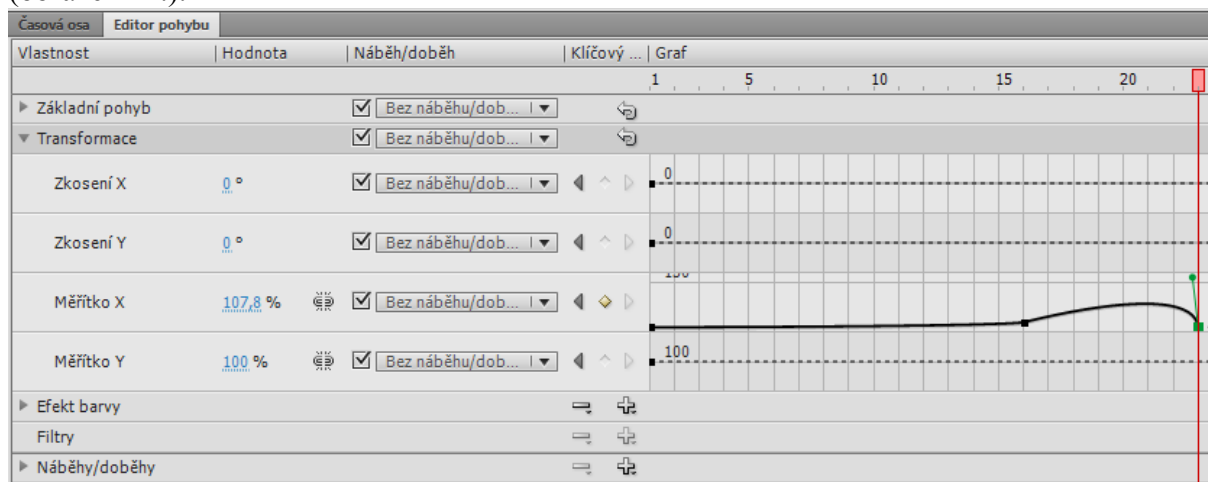 Časová osa Editor pohybu
Vlastnost Hodnota Náběh/doběh Klíčový ... Graf
1 5 10 15 20
Základní pohyb Bez náběhu/dob...
Transformace Bez náběhu/dob...
Zkosení X 0 ° Bez náběhu/dob... 0
Zkosení Y 0 ° Bez náběhu/dob... 0
Měřítko X 107,8 % Bez náběhu/dob...
Měřítko Y 100 % Bez náběhu/dob... 100
Efekt barvy
Filtry
Náběhy/doběhy